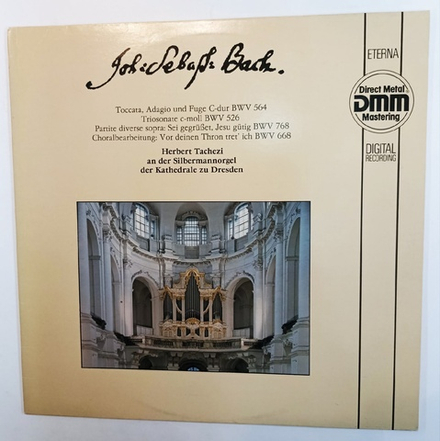 Joh: Sebast: Bach.
Toccata, Adagio und Fuge C-dur BWV 564
Triosonate c-moll BWV 526
Partite diverse sopra: Sei gegrüßet, Jesu gütig BWV 768
Choralbearbeitung: Vor deinen Thron tret' ich BWV 668
Herbert Tachezi
an der Silbermannorgel
der Kathedrale zu Dresden
ETERNA
Direct Metal
DMM
Mastering
DIGITAL
RECORDING